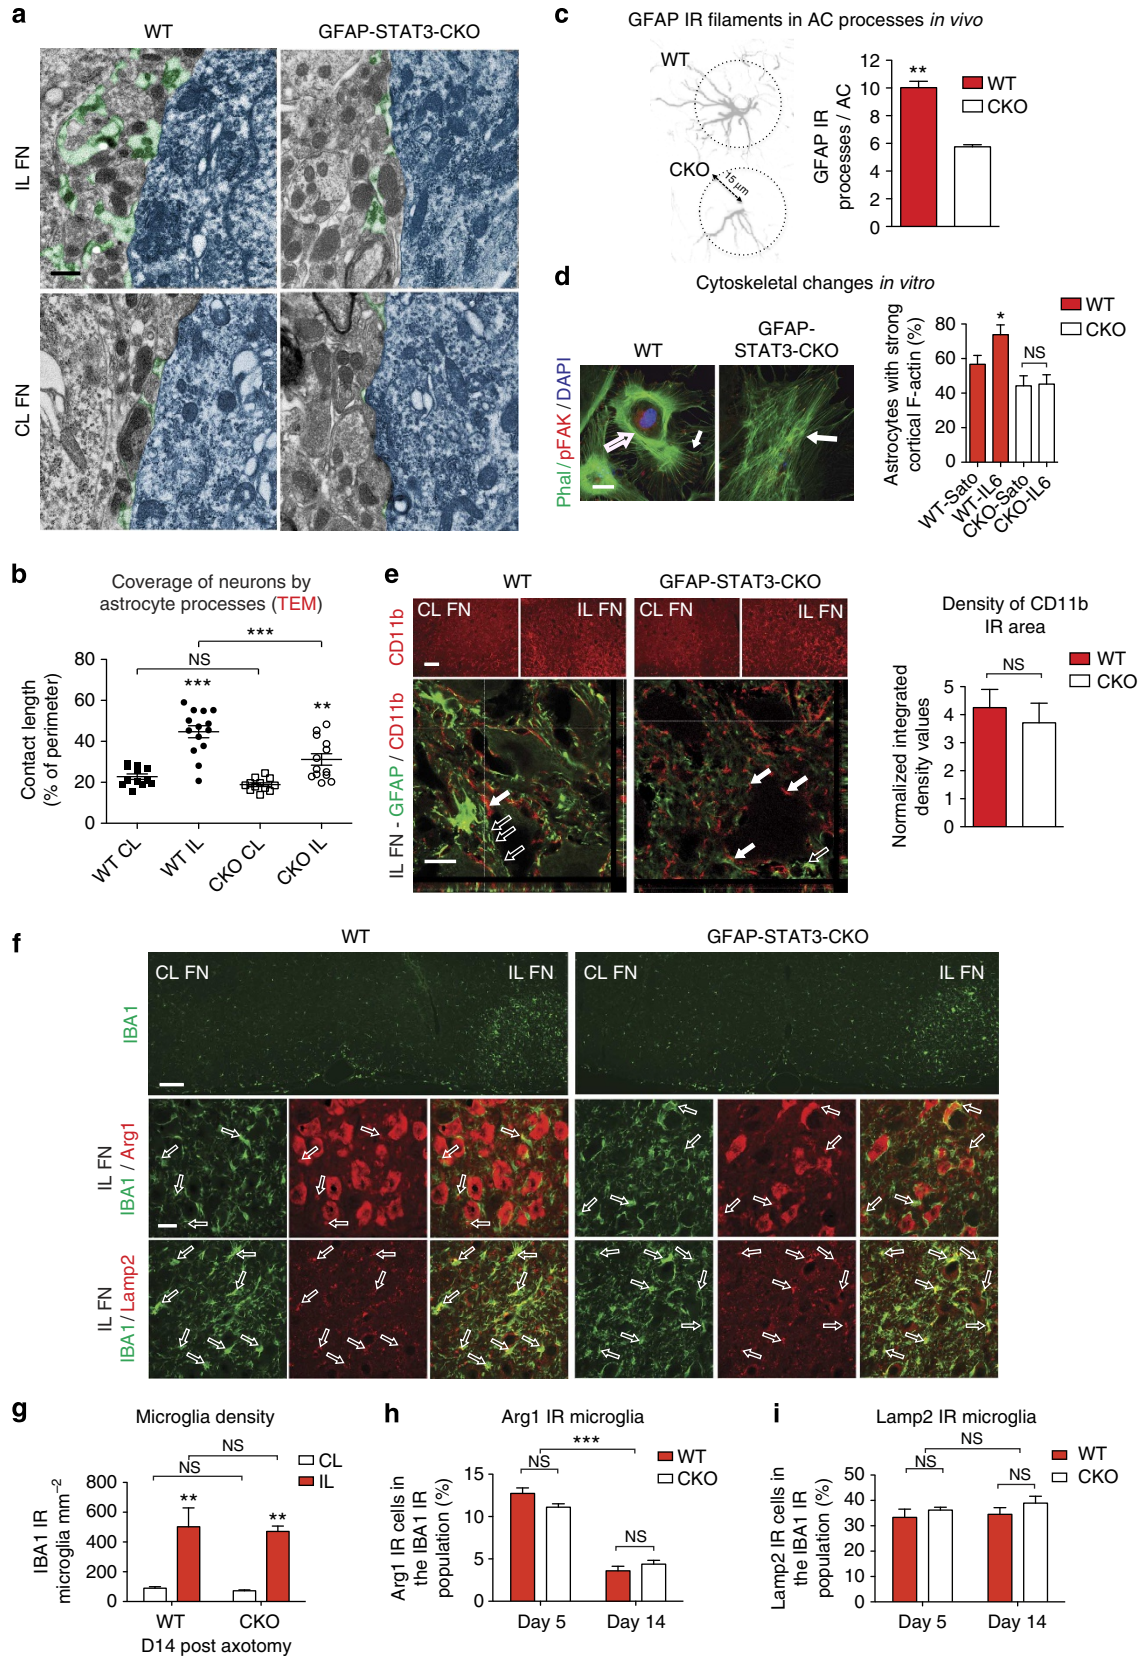 a
WT
GFAP-STAT3-CKO
IL FN
CL FN
b
Coverage of neurons by
astrocyte processes (TEM)
***
NS
***
**
80
60
40
20
0
Contact length
(% of perimeter)
WT CL
WT IL
CKO CL
CKO IL
c
GFAP IR filaments in AC processes in vivo
WT
CKO
15 µm
12
10
8
6
4
2
0
GFAP IR
processes / AC
**
WT
CKO
d
Cytoskeletal changes in vitro
WT
GFAP-
STAT3-CKO
Phal/pFAK/DAPI
Astrocytes with strong
cortical F-actin (%)
80
60
40
20
0
*
NS
WT
CKO
WT-Sato
WT-IL6
CKO-Sato
CKO-IL6
e
WT
GFAP-STAT3-CKO
CL FN
IL FN
CL FN
IL FN
CD11b
IL FN - GFAP / CD11b
Density of CD11b
IR area
NS
WT
CKO
5
4
3
2
1
0
Normalized integrated
density values
f
WT
GFAP-STAT3-CKO
CL FN
IL FN
CL FN
IL FN
IBA1
IL FN
IBA1 / Arg1
IL FN
IBA1/Lamp2
g
Microglia density
NS
NS
CL
IL
**
**
800
600
400
200
0
IBA1 IR
microglia mm⁻²
WT
CKO
D14 post axotomy
h
Arg1 IR microglia
***
NS
NS
WT
CKO
15
10
5
0
Arg1 IR cells in
the IBA1 IR
population (%)
Day 5
Day 14
i
Lamp2 IR microglia
NS
NS
NS
WT
CKO
50
40
30
20
10
0
Lamp2 IR cells in
the IBA1 IR
population (%)
Day 5
Day 14